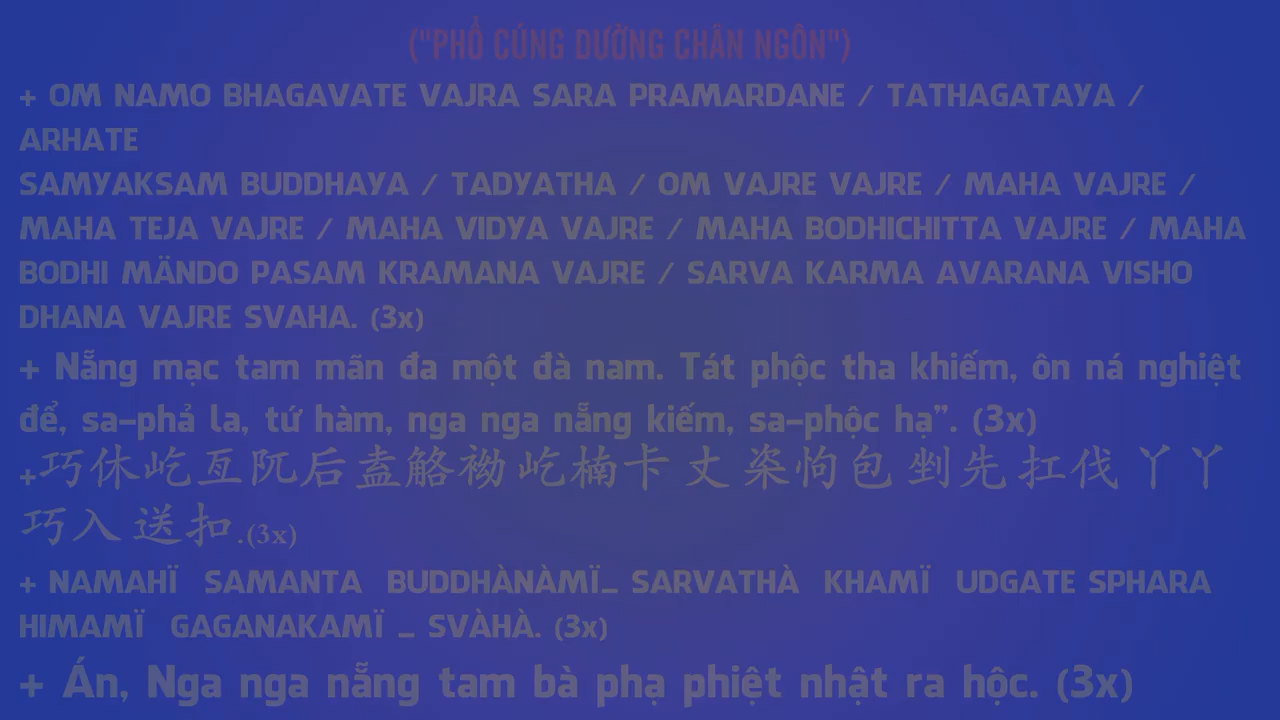 ("PHỔ CÚNG DƯỜNG CHÂN NGÔN")
+ OM NAMO BHAGAVATE VAJRA SARA PRAMARDANE / TATHAGATAYA /
ARHATE
SAMYAKSAM BUDDHAYA / TADYATHA / OM VAJRE VAJRE / MAHA VAJRE /
MAHA TEJA VAJRE / MAHA VIDYA VAJRE / MAHA BODHICHITTA VAJRE / MAHA
BODHI MÄNDO PASAM KRAMANA VAJRE / SARVA KARMA AVARANA VISHO
DHANA VAJRE SVAHA. (3x)
+ Nẵng mạc tam mãn đa một đà nam. Tát phộc tha khiếm, ôn ná nghiệt
để, sa-phả la, tứ hàm, nga nga nẵng kiếm, sa-phộc hạ”. (3x)
+巧休屹亙阢后盍觡袎屹楠卡丈染怐包剉先扛伐丫丫
巧入送扣.(3x)
+ NAMAHÏ SAMANTA BUDDHÀNÀMÏ_ SARVATHÀ KHAMÏ UDGATE SPHARA
HIMAMÏ GAGANAKAMÏ _ SVÀHÀ. (3x)
+ Án, Nga nga nẵng tam bà phạ phiệt nhật ra hộc. (3x)